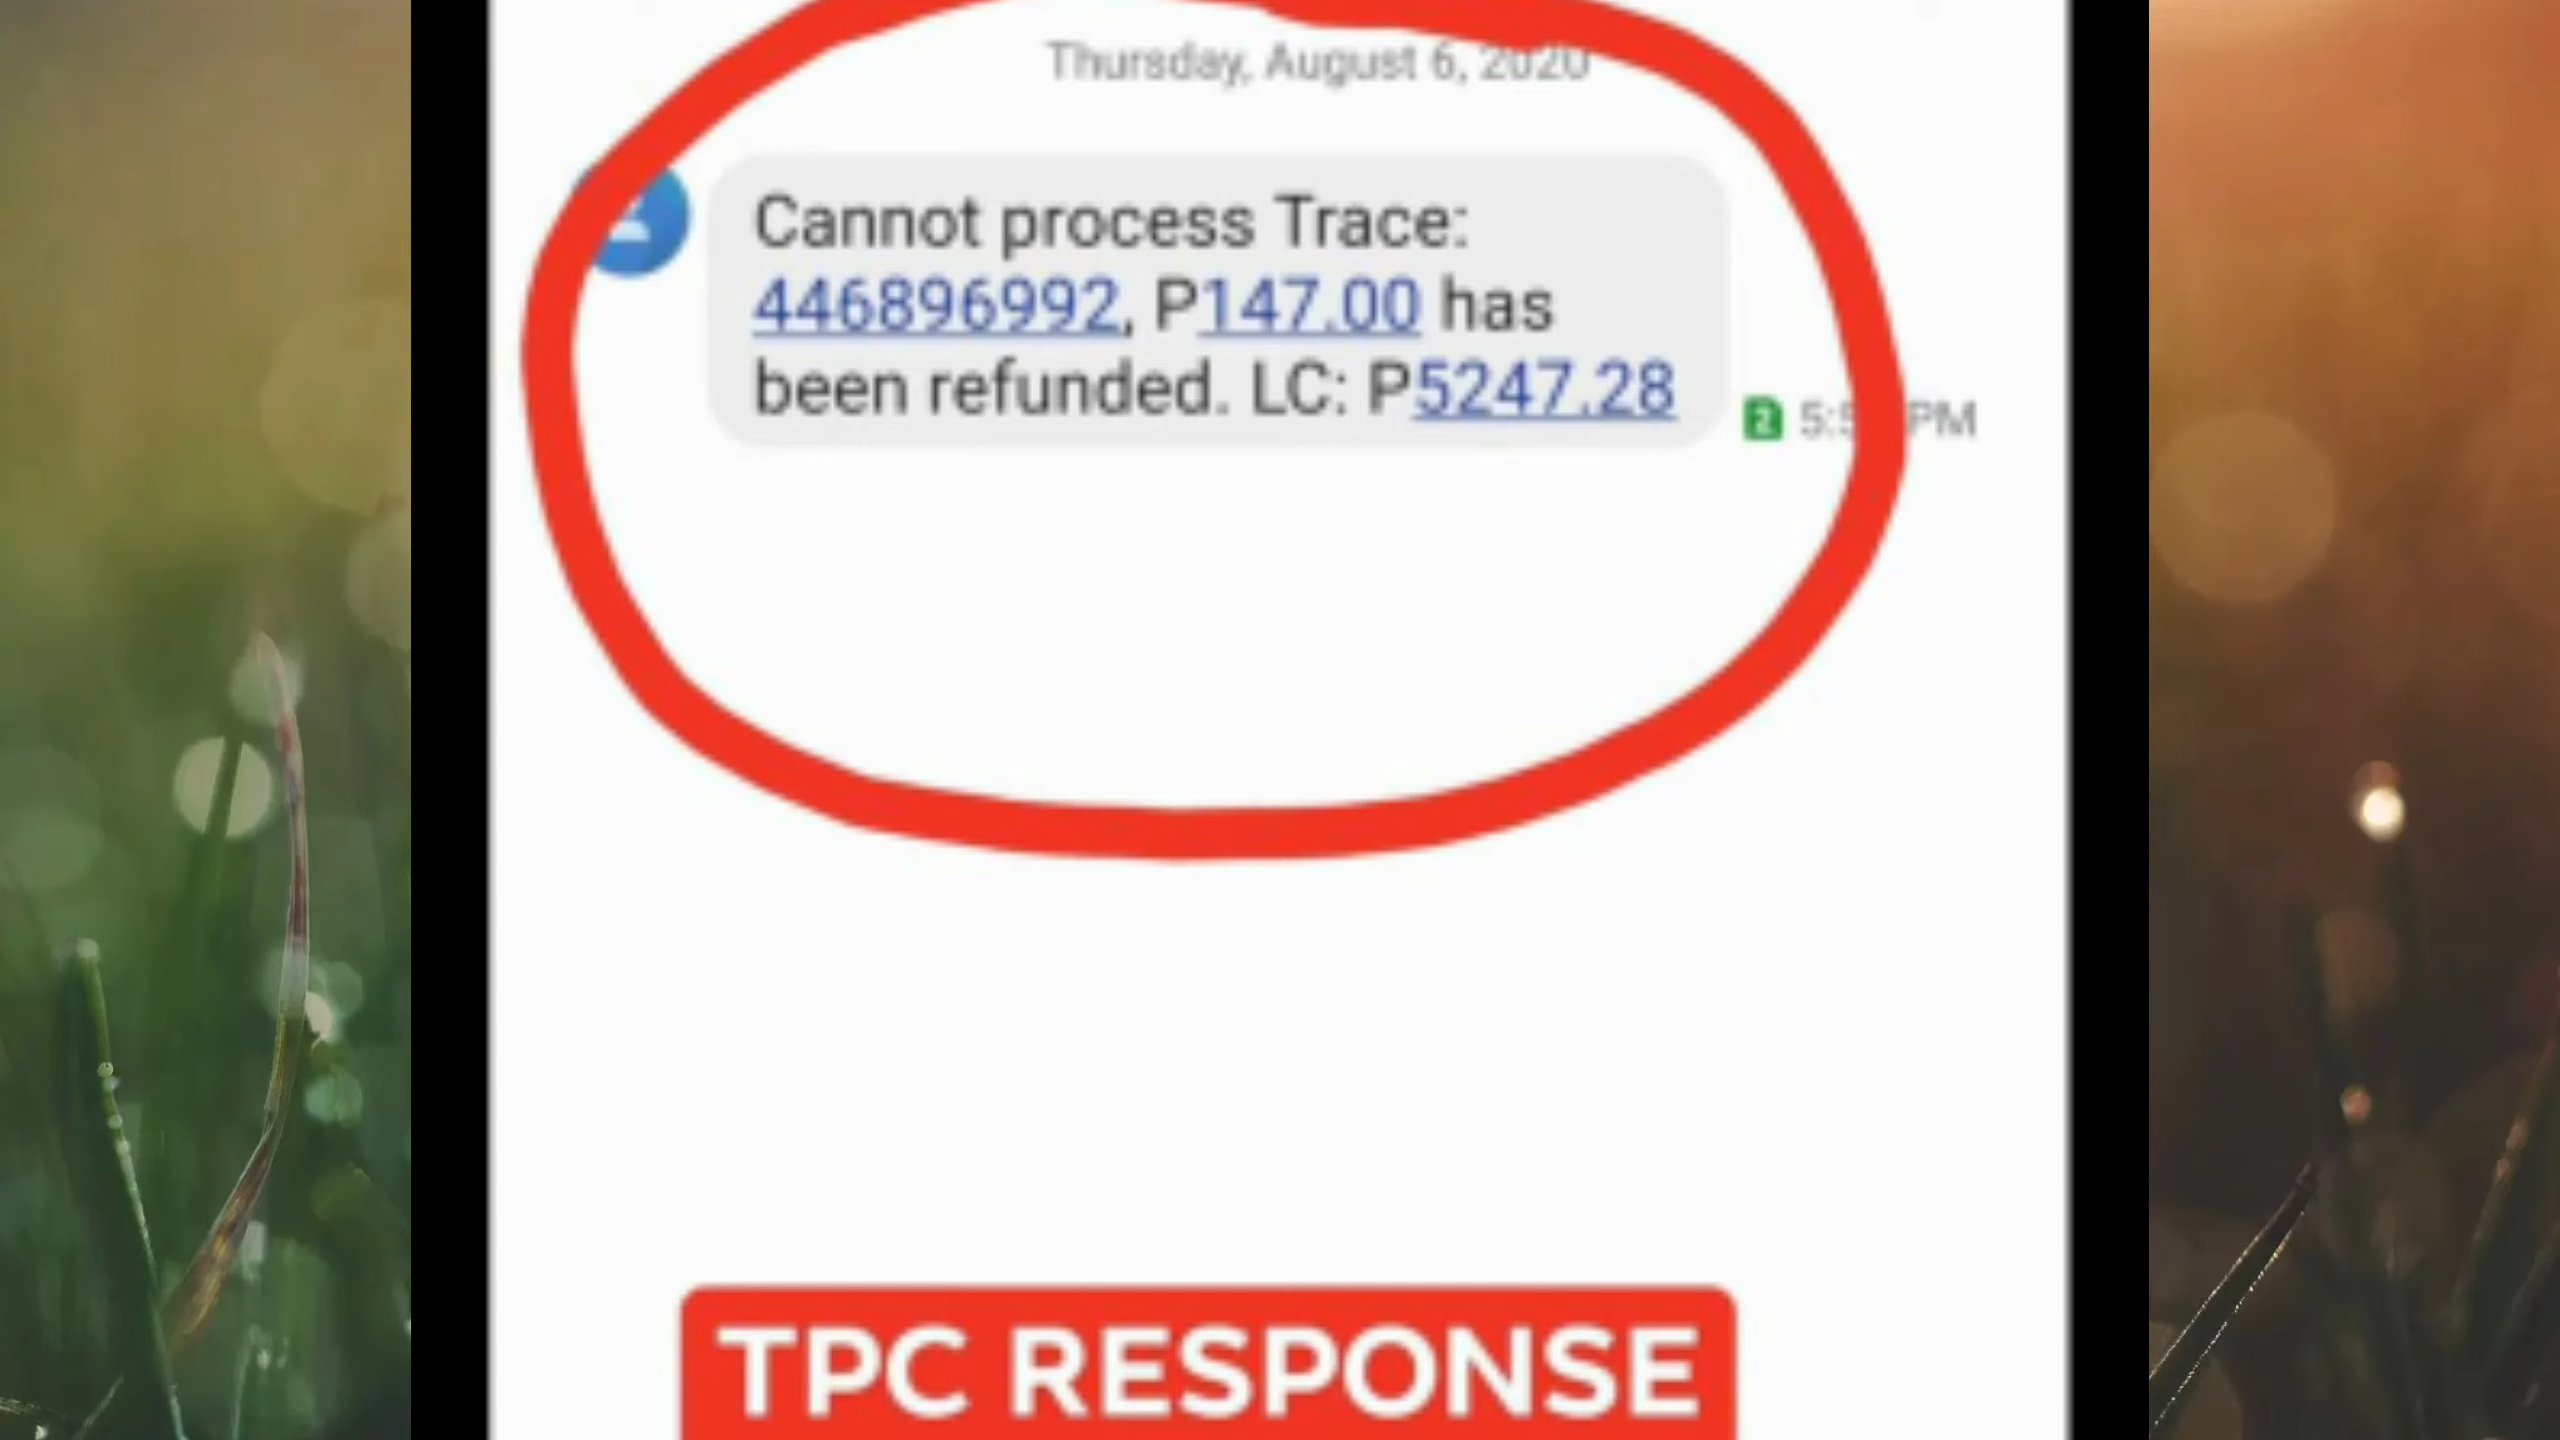 Thursday, August 6, 2020
Cannot process Trace:
446896992, P147.00 has
been refunded. LC: P5247.28
2
PM
TPC RESPONSE